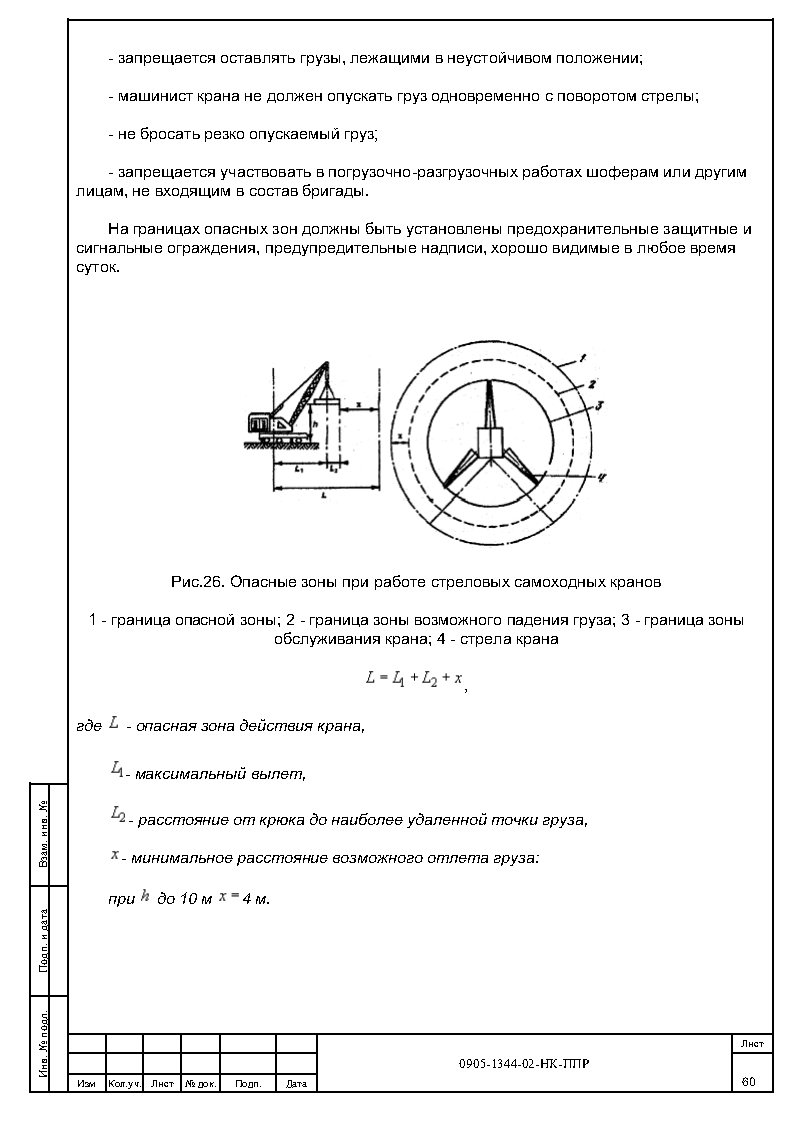 - запрещается оставлять грузы, лежащими в неустойчивом положении;
- машинист крана не должен опускать груз одновременно с поворотом стрелы;
- не бросать резко опускаемый груз;
- запрещается участвовать в погрузочно-разгрузочных работах шоферам или другим
лицам, не входящим в состав бригады.
На границах опасных зон должны быть установлены предохранительные защитные и
сигнальные ограждения, предупредительные надписи, хорошо видимые в любое время
суток.
x
h
L1 L2
L
1
2
3
x
4
Рис.26. Опасные зоны при работе стреловых самоходных кранов
1 - граница опасной зоны; 2 - граница зоны возможного падения груза; 3 - граница зоны
обслуживания крана; 4 - стрела крана
L = L1 + L2 + x,
где L - опасная зона действия крана,
L1 - максимальный вылет,
L2 - расстояние от крюка до наиболее удаленной точки груза,
x - минимальное расстояние возможного отлета груза:
при h до 10 м x = 4 м.
Взам. инв. №
Подп. и дата
Инв. № подл.
Изм Кол.уч. Лист № док. Подп. Дата
0905-1344-02-НК-ППР
Лист
60